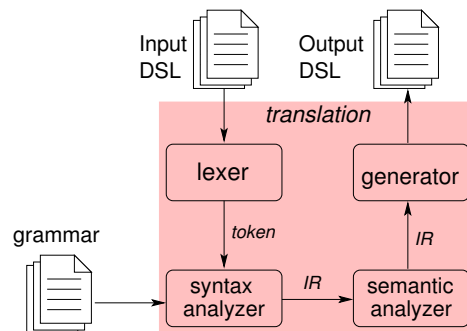 Input
DSL
Output
DSL
translation
lexer
generator
token
IR
grammar
syntax
analyzer
IR
semantic
analyzer